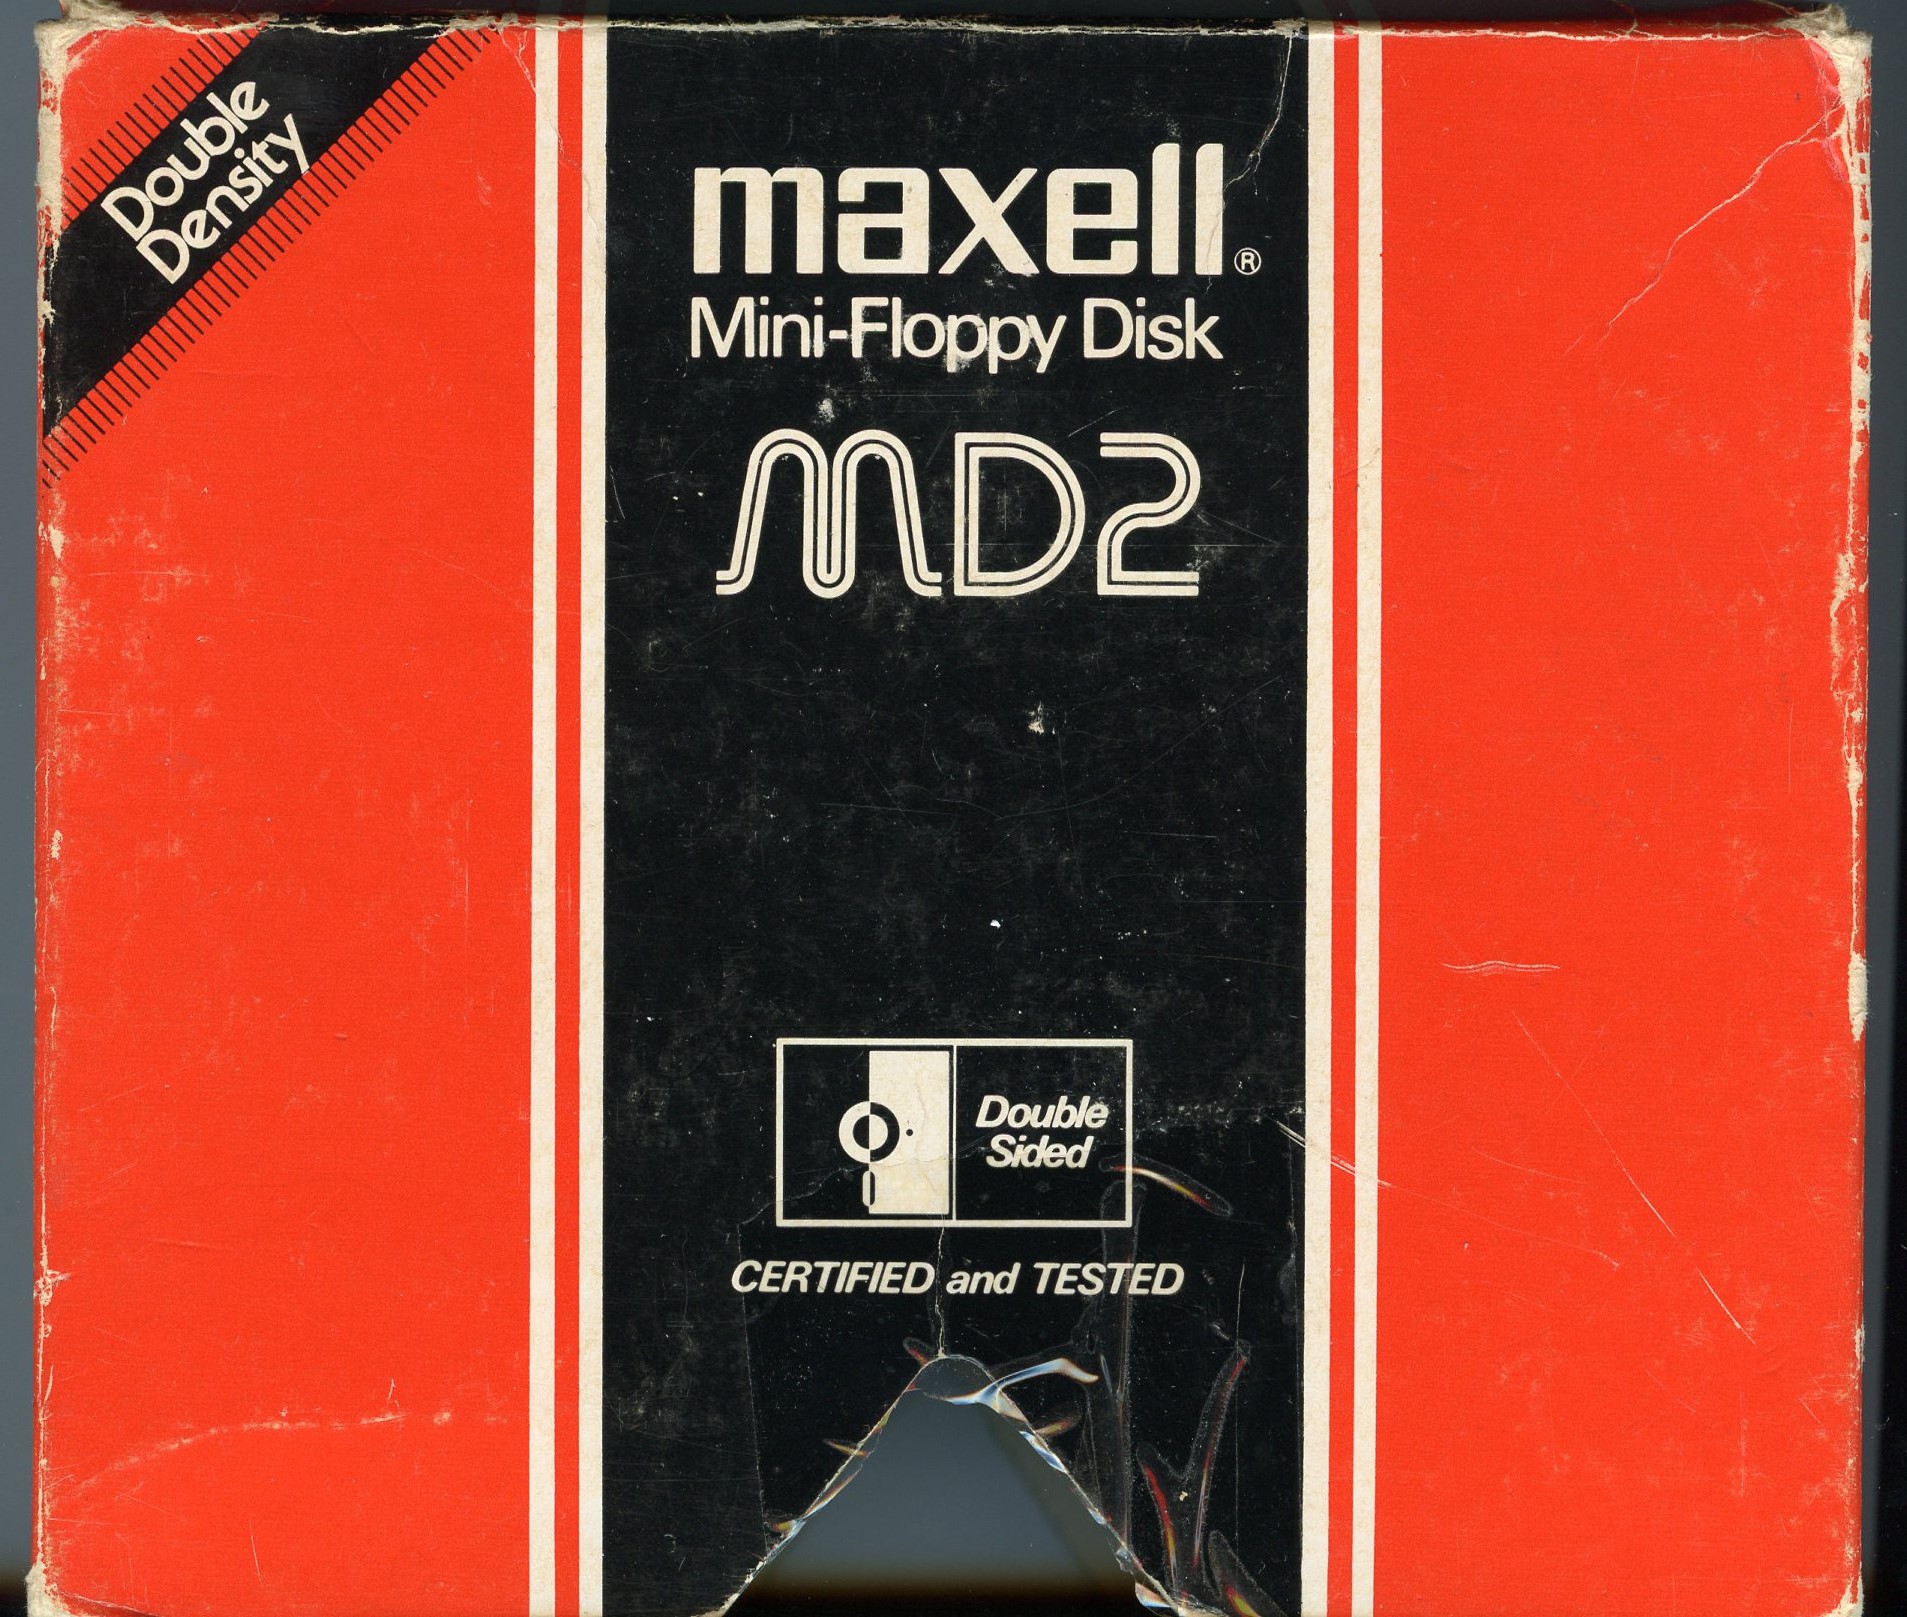 Double
Density
maxell®
Mini-Floppy Disk
MD2
Double
Sided
CERTIFIED and TESTED